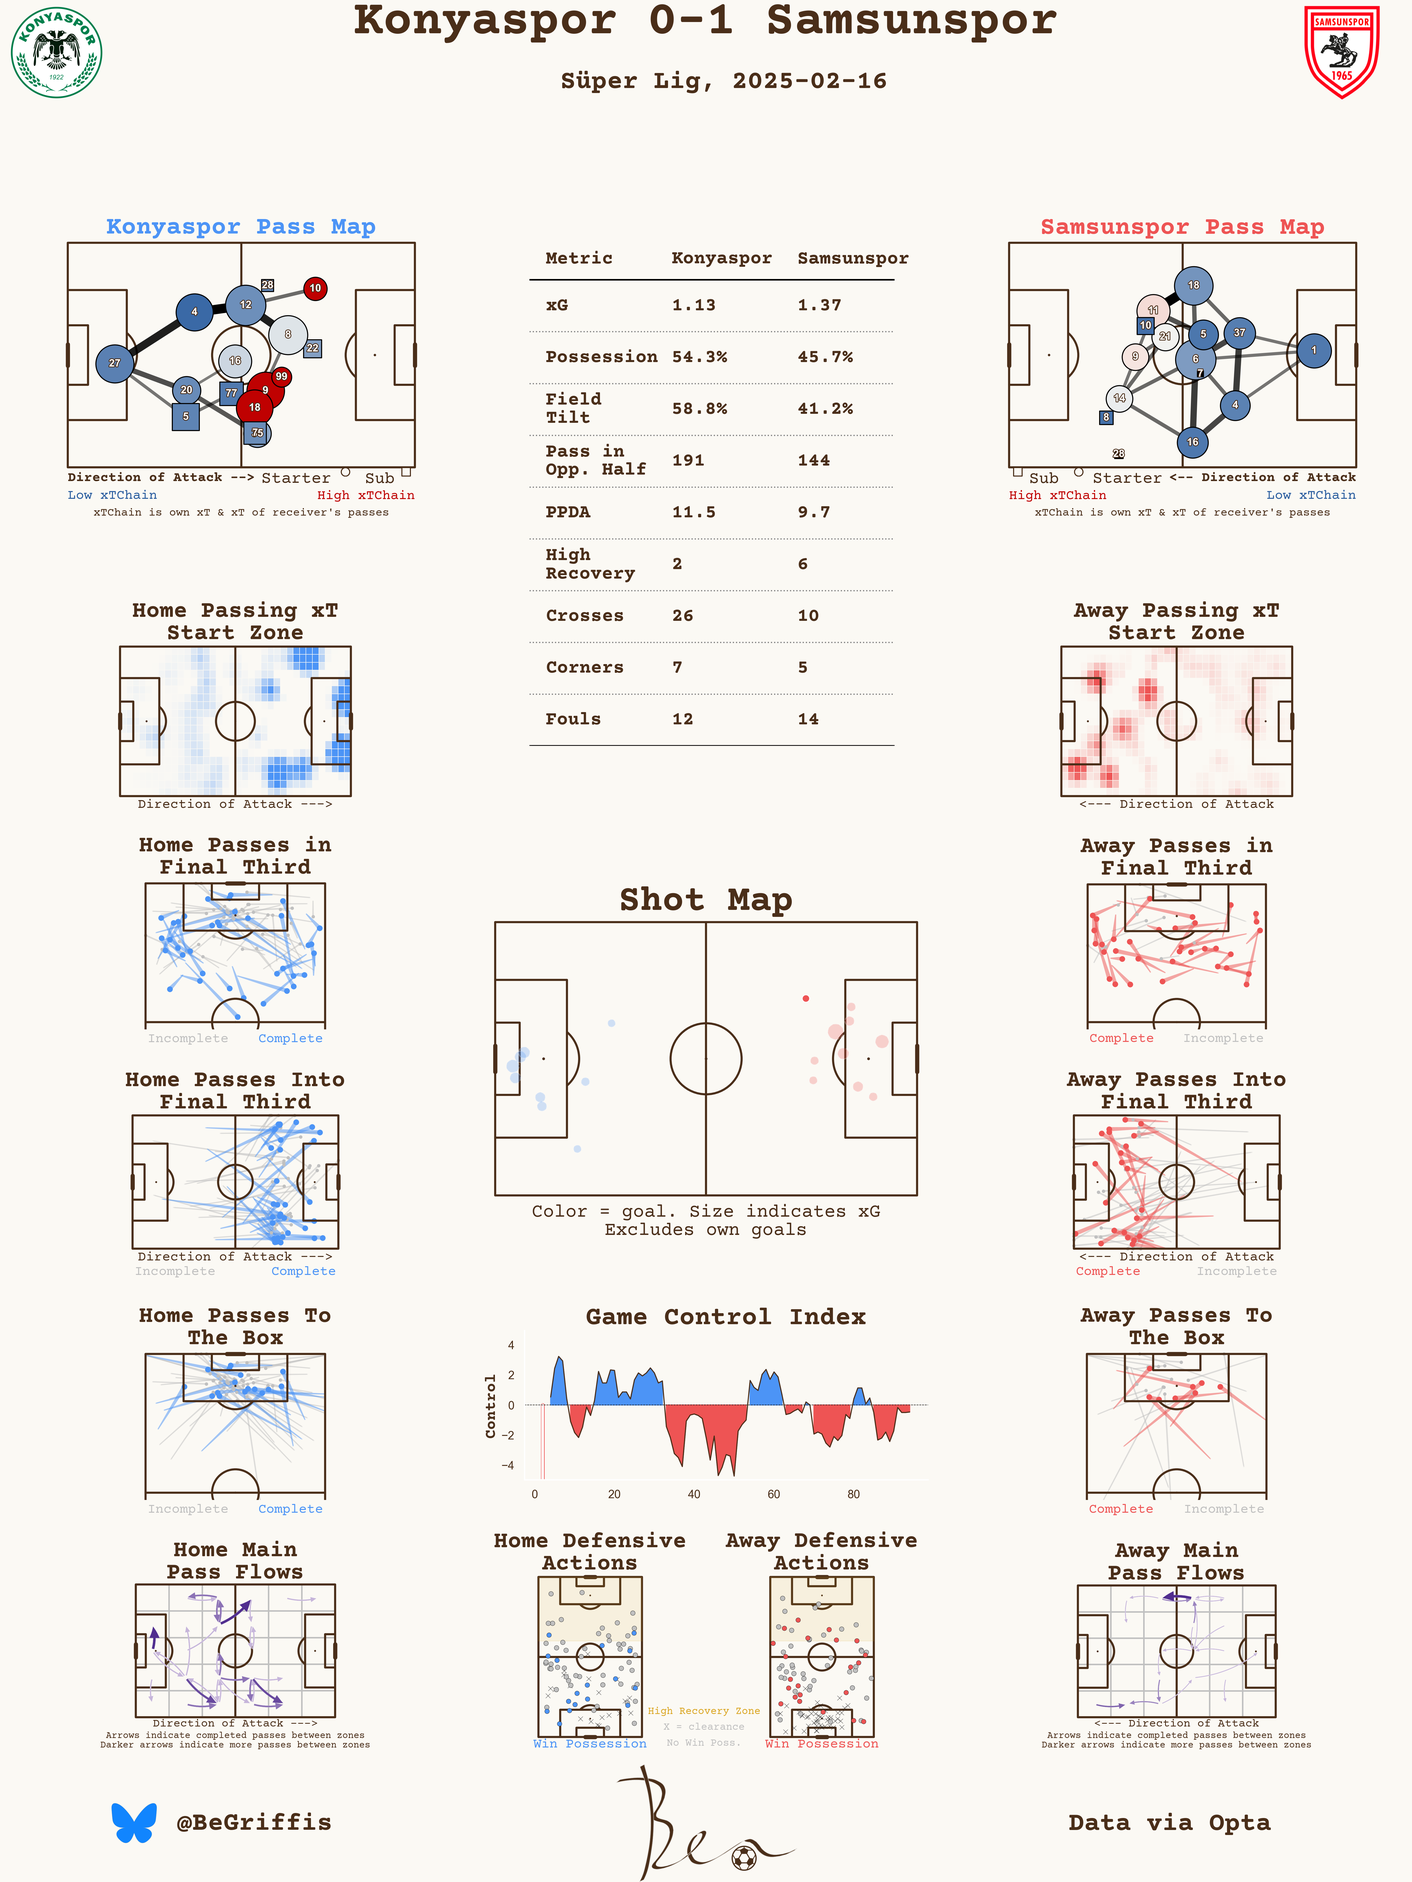 Konyaspor 0-1 Samsunspor
Süper Lig, 2025-02-16
KONYASPOR
1922
SAMSUNSPOR
1965
Konyaspor Pass Map
28
10
12
4
8
22
16
27
99
20
77
9
18
5
75
Direction of Attack --> Starter Sub
Low xTChain High xTChain
xTChain is own xT & xT of receiver's passes
Metric Konyaspor Samsunspor
xG 1.13 1.37
Possession 54.3% 45.7%
Field
Tilt 58.8% 41.2%
Pass in
Opp. Half 191 144
PPDA 11.5 9.7
High
Recovery 2 6
Crosses 26 10
Corners 7 5
Fouls 12 14
Samsunspor Pass Map
18
11
10
5
37
21
1
9
6
7
14
4
8
16
28
Sub Starter <-- Direction of Attack
High xTChain Low xTChain
xTChain is own xT & xT of receiver's passes
Home Passing xT
Start Zone
Direction of Attack --->
Away Passing xT
Start Zone
<--- Direction of Attack
Home Passes in
Final Third
Incomplete Complete
Shot Map
Color = goal. Size indicates xG
Excludes own goals
Away Passes in
Final Third
Complete Incomplete
Home Passes Into
Final Third
Direction of Attack --->
Incomplete Complete
Away Passes Into
Final Third
<--- Direction of Attack
Complete Incomplete
Home Passes To
The Box
Incomplete Complete
Game Control Index
Control
4
2
0
−2
−4
0 20 40 60 80
Away Passes To
The Box
Complete Incomplete
Home Main
Pass Flows
Direction of Attack --->
Arrows indicate completed passes between zones
Darker arrows indicate more passes between zones
Home Defensive
Actions
Win Possession
High Recovery Zone
X = clearance
No Win Poss.
Away Defensive
Actions
Win Possession
Away Main
Pass Flows
<--- Direction of Attack
Arrows indicate completed passes between zones
Darker arrows indicate more passes between zones
@BeGriffis
Ben
Data via Opta